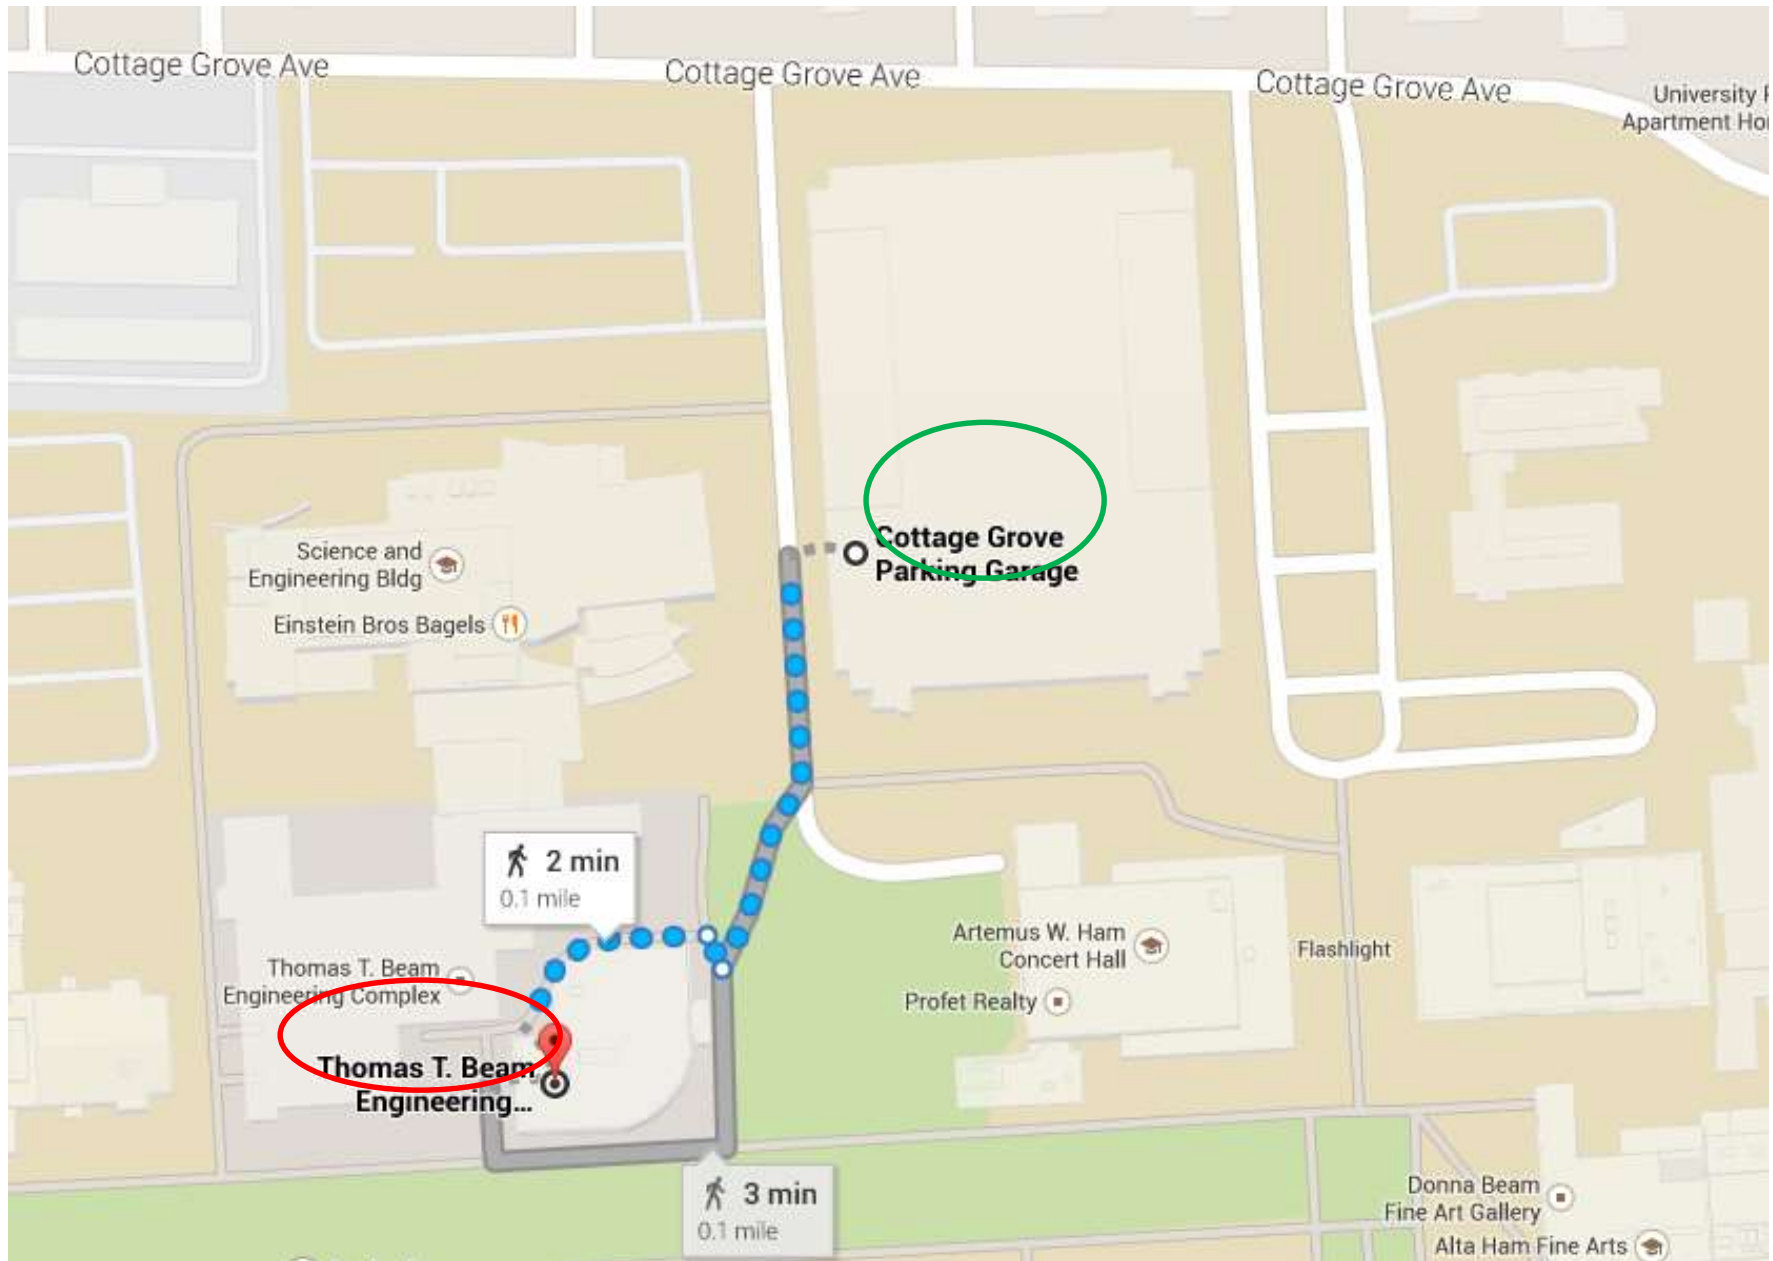 Cottage Grove Ave
Cottage Grove Ave
Cottage Grove Ave
University
Apartment
Science and
Engineering Bldg
Einstein Bros Bagels
Cottage Grove
Parking Garage
2 min
0.1 mile
Thomas T. Beam
Engineering Complex
Thomas T. Beam
Engineering...
Artemus W. Ham
Concert Hall
Profet Realty
Flashlight
3 min
0.1 mile
Donna Beam
Fine Art Gallery
Alta Ham Fine Arts